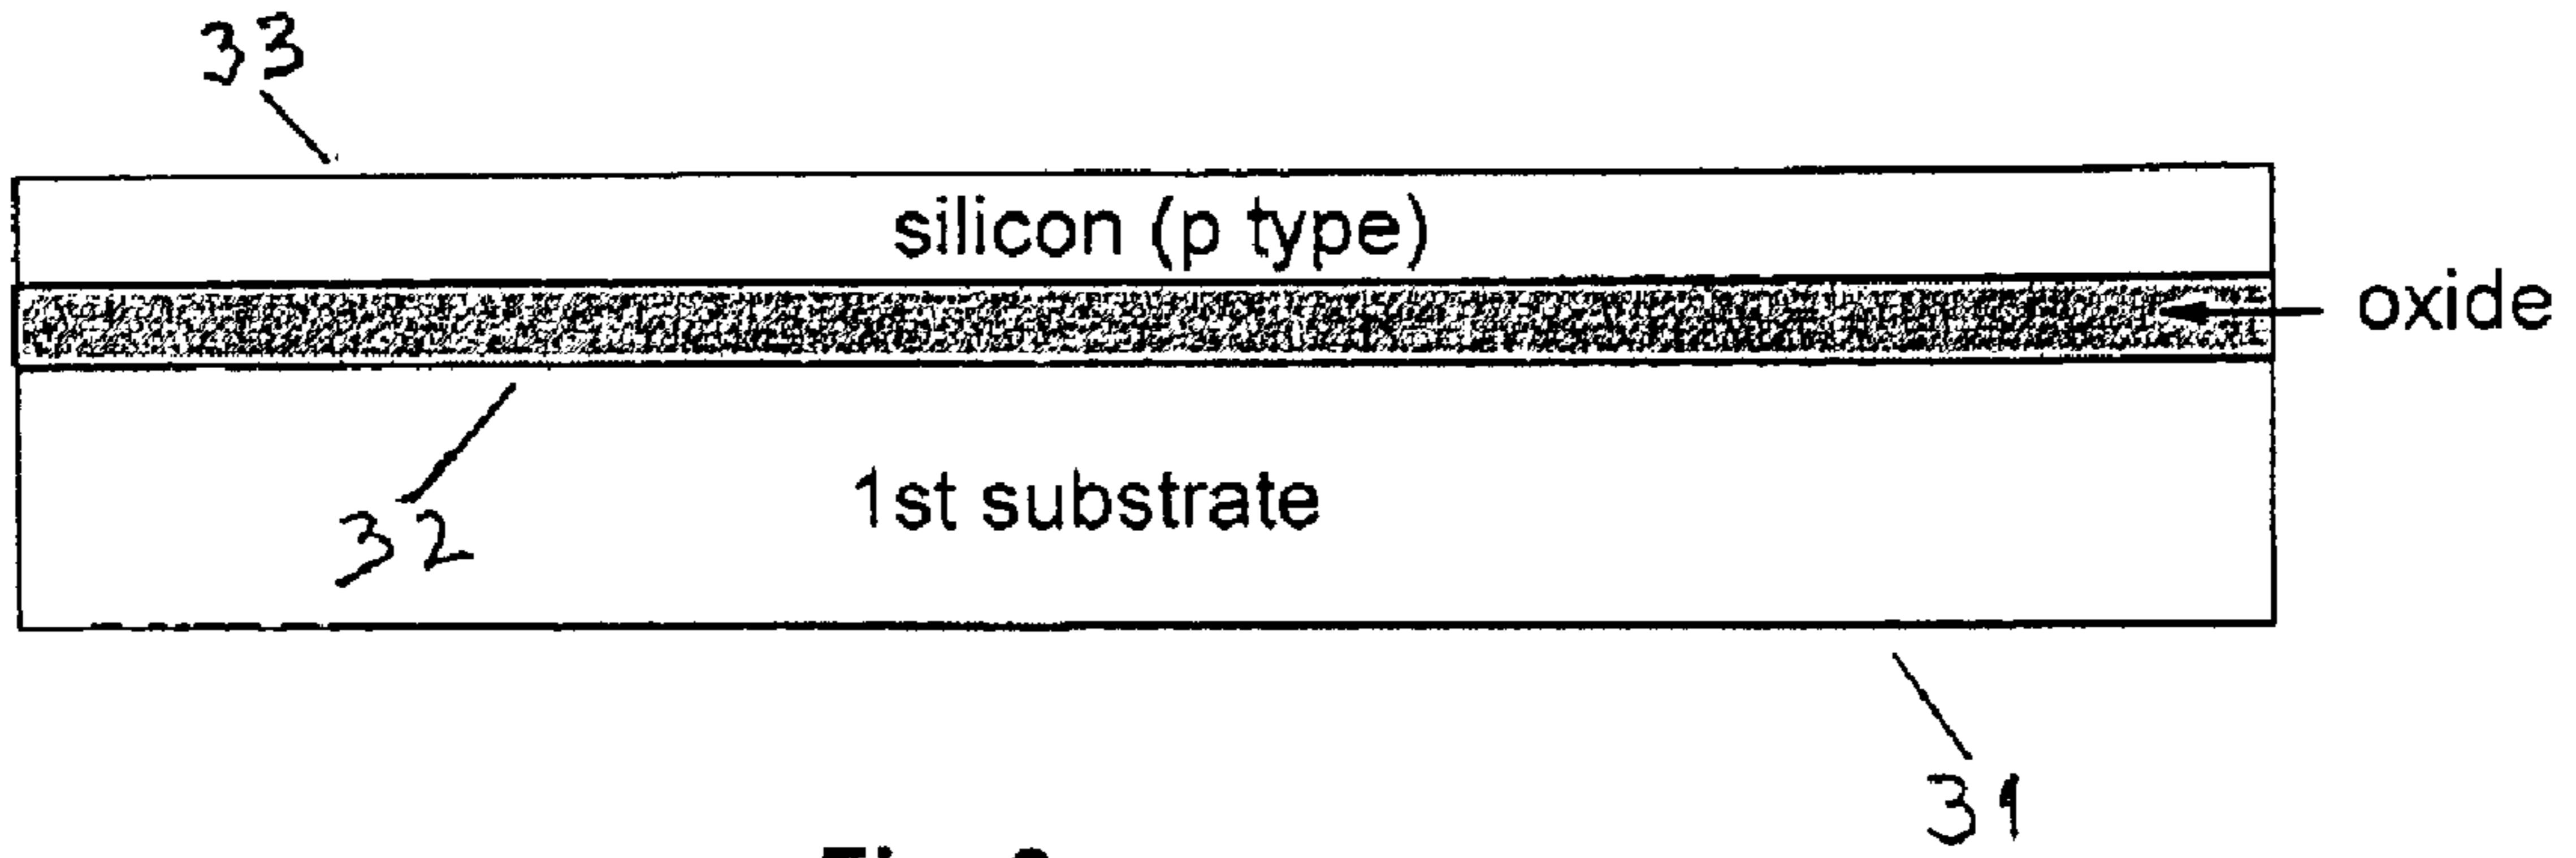 33
silicon (p type)
oxide
1st substrate
32
31